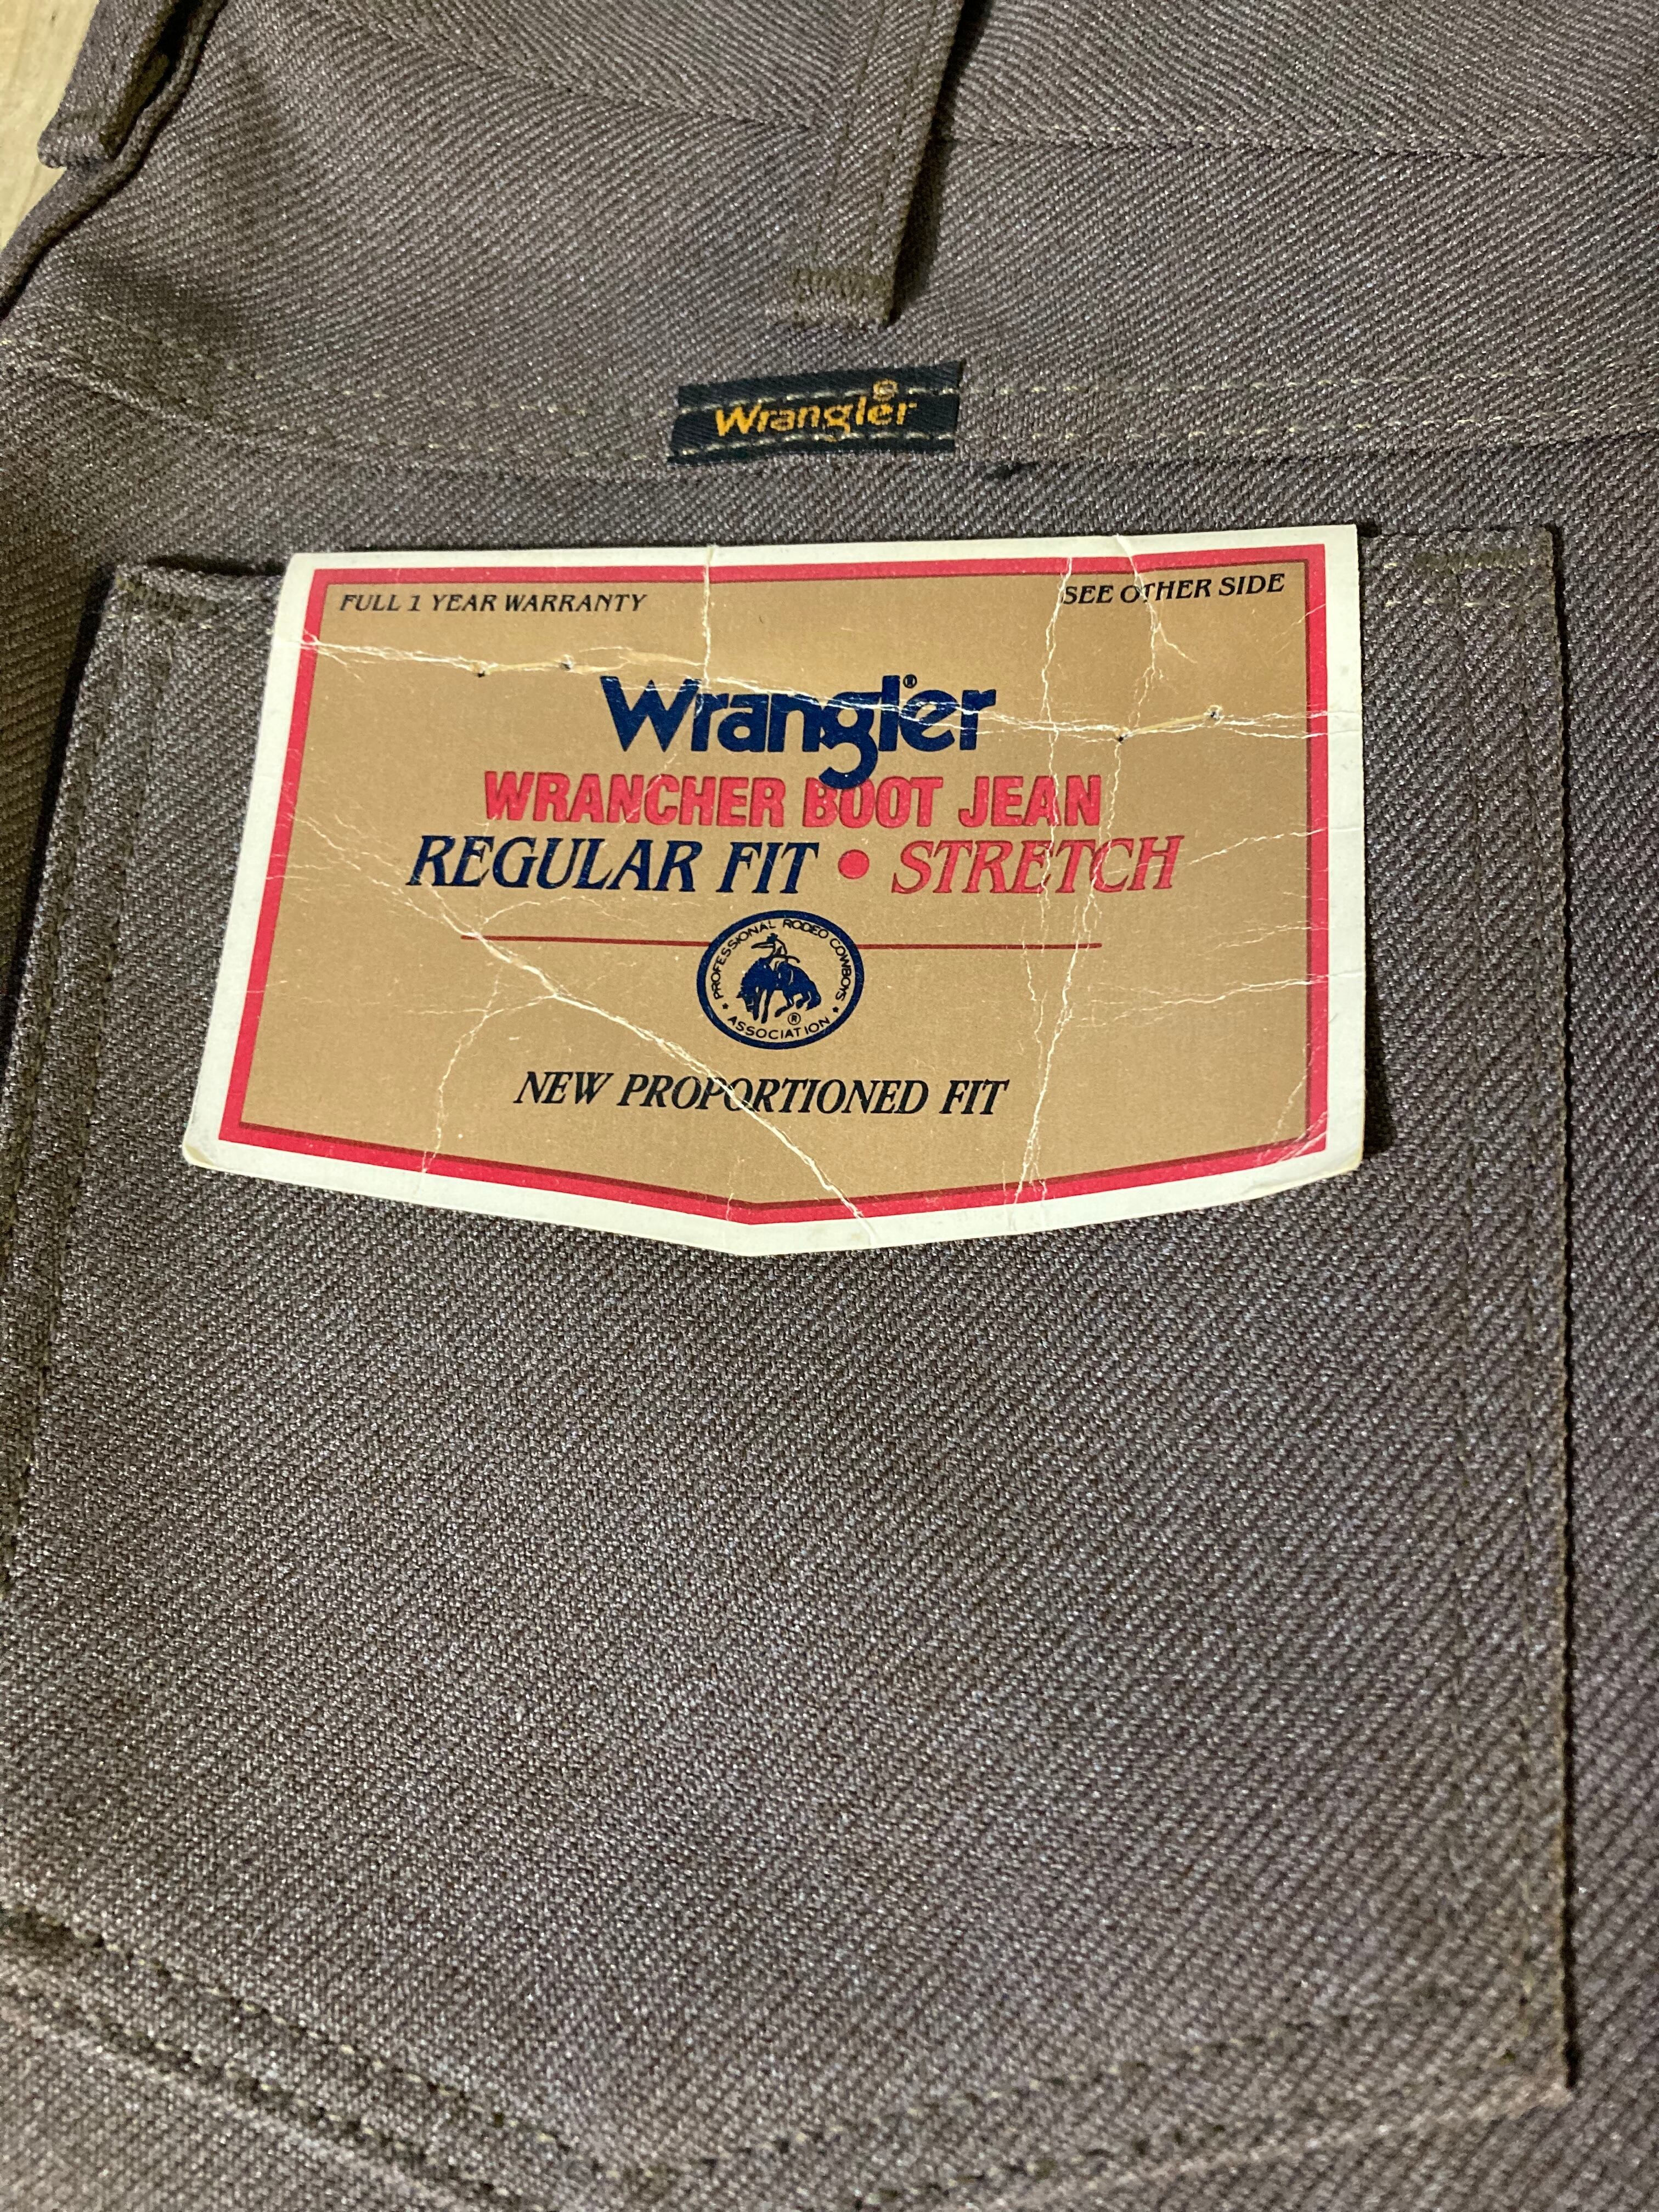 Wrangler®
FULL 1 YEAR WARRANTY
SEE OTHER SIDE
Wrangler®
WRANCHER BOOT JEAN
REGULAR FIT • STRETCH
PROFESSIONAL RODEO COWBOYS
ASSOCIATION ®
NEW PROPORTIONED FIT